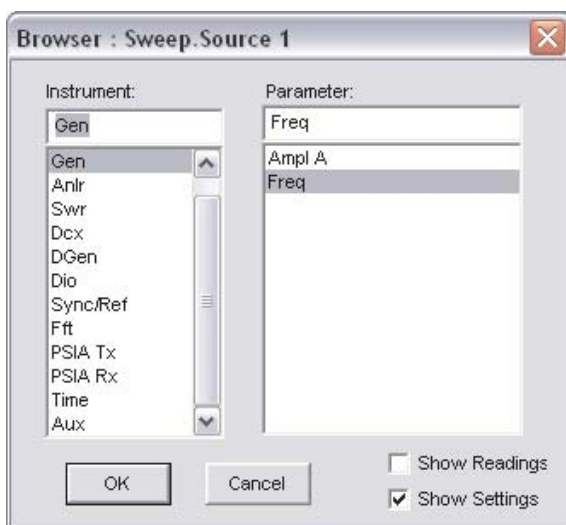 Browser : Sweep.Source 1
Instrument:
Parameter:
Gen
Freq
Gen
Anlr
Swr
Dcx
DGen
Dio
Sync/Ref
Fft
PSIA Tx
PSIA Rx
Time
Aux
Ampl A
Freq
Show Readings
Show Settings
OK
Cancel